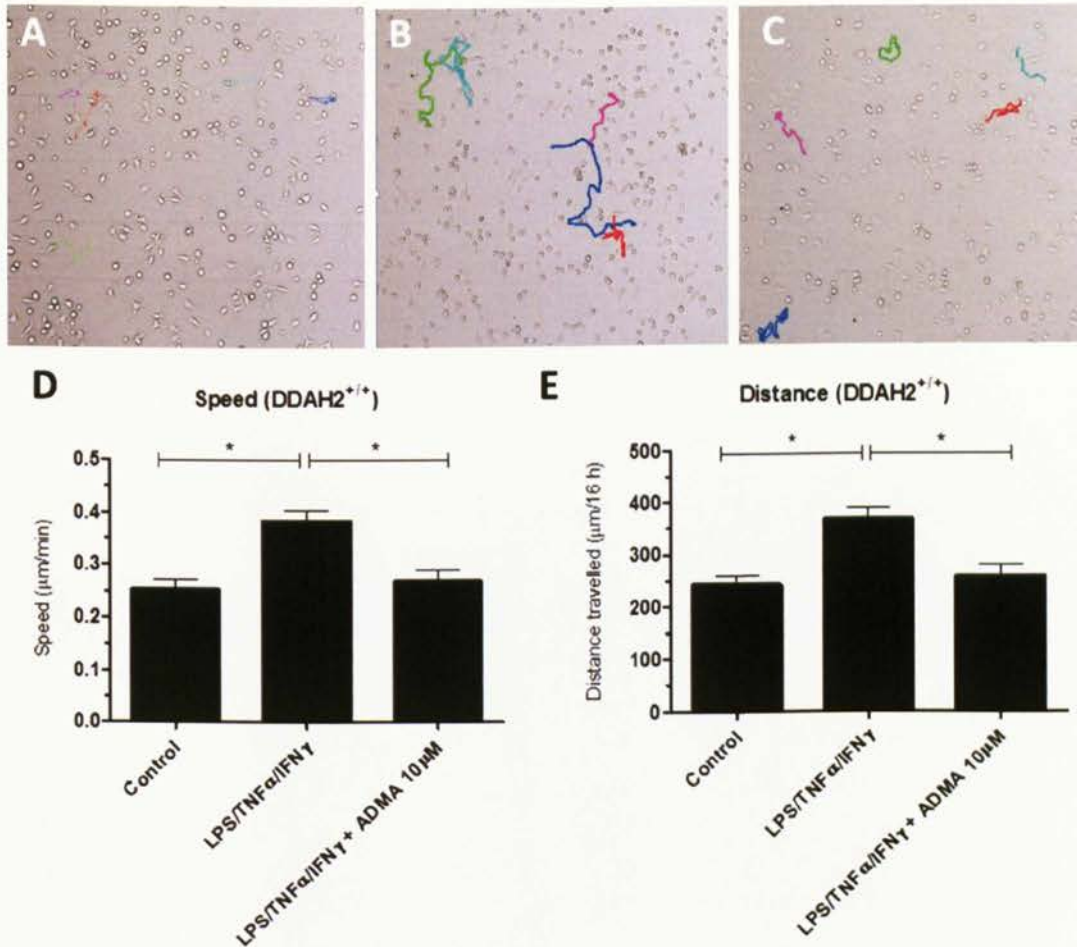 A
B
C
D
Speed (DDAH2+/+)
Speed (μm/min)
0.5
0.4
0.3
0.2
0.1
0.0
*
*
Control
LPS/TNFα/IFNγ
LPS/TNFα/IFNγ + ADMA 10μM
E
Distance (DDAH2+/+)
Distance travelled (μm/16 h)
500
400
300
200
100
0
*
*
Control
LPS/TNFα/IFNγ
LPS/TNFα/IFNγ + ADMA 10μM